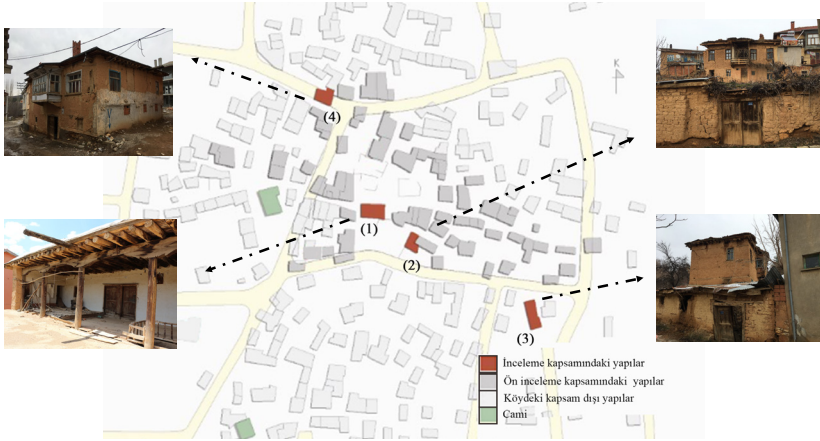 K
(4)
(1)
(2)
(3)
İnceleme kapsamındaki yapılar
Ön inceleme kapsamındaki yapılar
Köydeki kapsam dışı yapılar
Cami